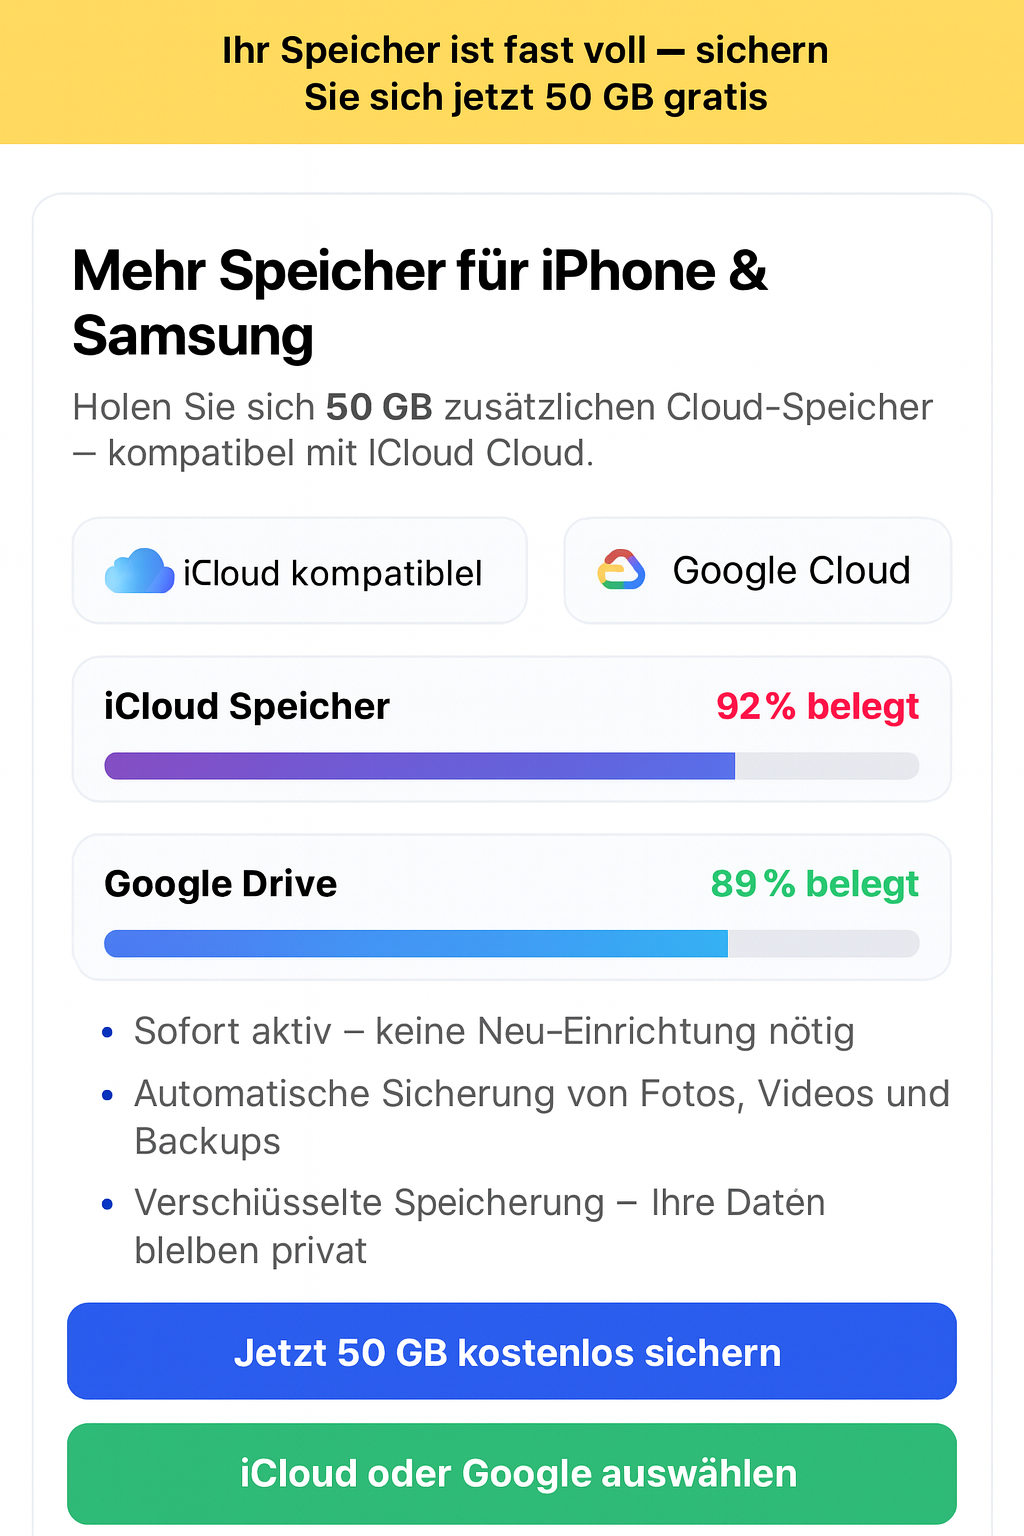 Ihr Speicher ist fast voll — sichern
Sie sich jetzt 50 GB gratis
Mehr Speicher für iPhone &
Samsung
Holen Sie sich 50 GB zusätzlichen Cloud-Speicher
– kompatibel mit ICloud Cloud.
iCloud kompatiblel
Google Cloud
iCloud Speicher
92% belegt
Google Drive
89% belegt
• Sofort aktiv – keine Neu-Einrichtung nötig
• Automatische Sicherung von Fotos, Videos und
Backups
• Verschiüsselte Speicherung – Ihre Datén
blelben privat
Jetzt 50 GB kostenlos sichern
iCloud oder Google auswählen